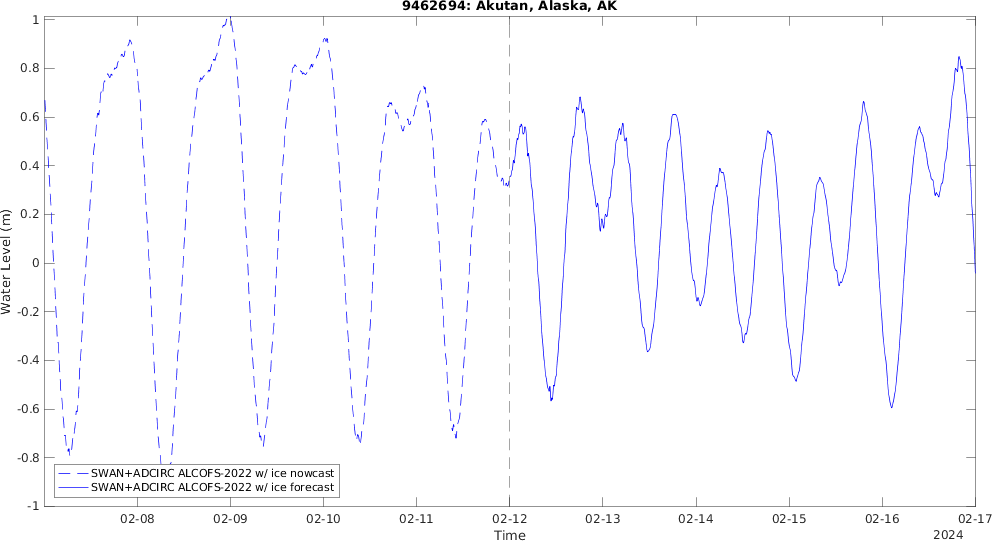 9462694: Akutan, Alaska, AK
1
0.8
0.6
0.4
0.2
0
-0.2
-0.4
-0.6
-0.8
-1
Water Level (m)
SWAN+ADCIRC ALCOFS-2022 w/ ice nowcast
SWAN+ADCIRC ALCOFS-2022 w/ ice forecast
02-08 02-09 02-10 02-11 02-12 02-13 02-14 02-15 02-16 02-17
Time
2024